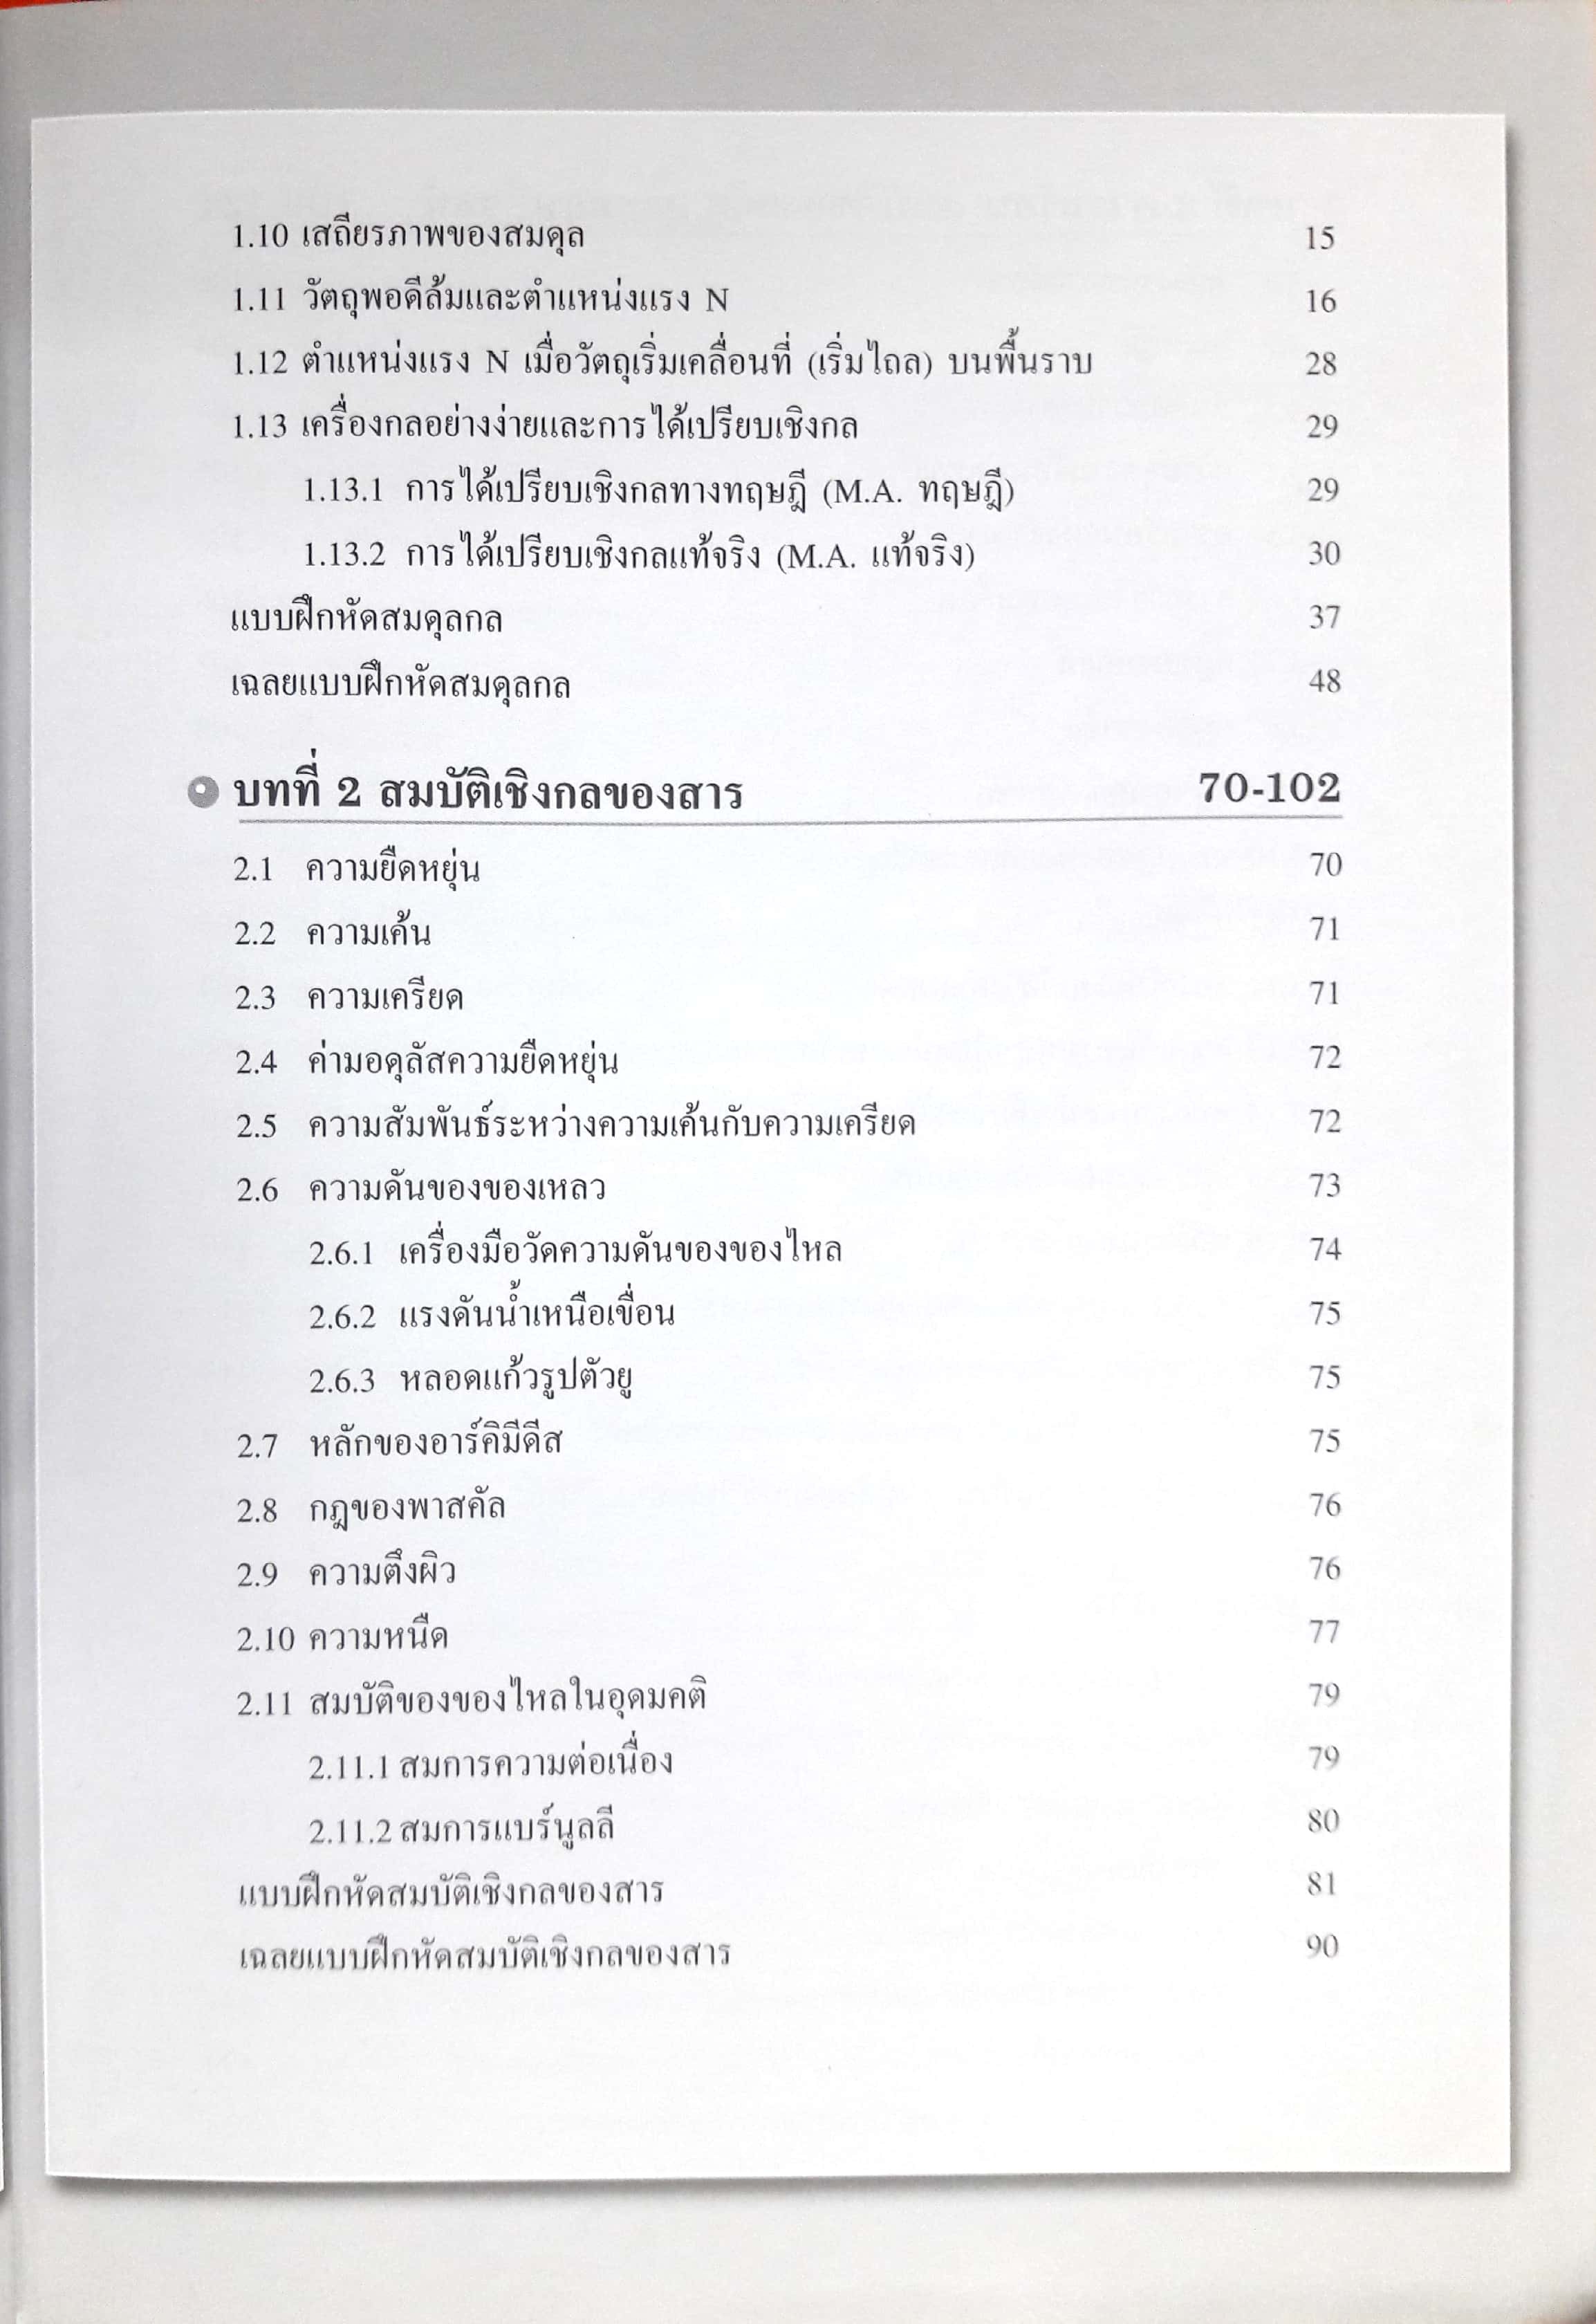 1.10 เสถียรภาพของสมดุล 15
1.11 วัตถุพอดีล้มและตำแหน่งแรง N 16
1.12 ตำแหน่งแรง N เมื่อวัตถุเริ่มเคลื่อนที่ (เริ่มไถล) บนพื้นราบ 28
1.13 เครื่องกลอย่างง่ายและการได้เปรียบเชิงกล 29
1.13.1 การได้เปรียบเชิงกลทางทฤษฎี (M.A. ทฤษฎี) 29
1.13.2 การได้เปรียบเชิงกลแท้จริง (M.A. แท้จริง) 30
แบบฝึกหัดสมดุลกล 37
เฉลยแบบฝึกหัดสมดุลกล 48
บทที่ 2 สมบัติเชิงกลของสาร 70-102
2.1 ความยืดหยุ่น 70
2.2 ความเค้น 71
2.3 ความเครียด 71
2.4 ค่ามอดุลัสความยืดหยุ่น 72
2.5 ความสัมพันธ์ระหว่างความเค้นกับความเครียด 72
2.6 ความดันของของเหลว 73
2.6.1 เครื่องมือวัดความดันของของไหล 74
2.6.2 แรงดันน้ำเหนือเขื่อน 75
2.6.3 หลอดแก้วรูปตัวยู 75
2.7 หลักของอาร์คิมีดีส 75
2.8 กฎของพาสคัล 76
2.9 ความตึงผิว 76
2.10 ความหนืด 77
2.11 สมบัติของของไหลในอุดมคติ 79
2.11.1 สมการความต่อเนื่อง 79
2.11.2 สมการแบร์นูลลี 80
แบบฝึกหัดสมบัติเชิงกลของสาร 81
เฉลยแบบฝึกหัดสมบัติเชิงกลของสาร 90